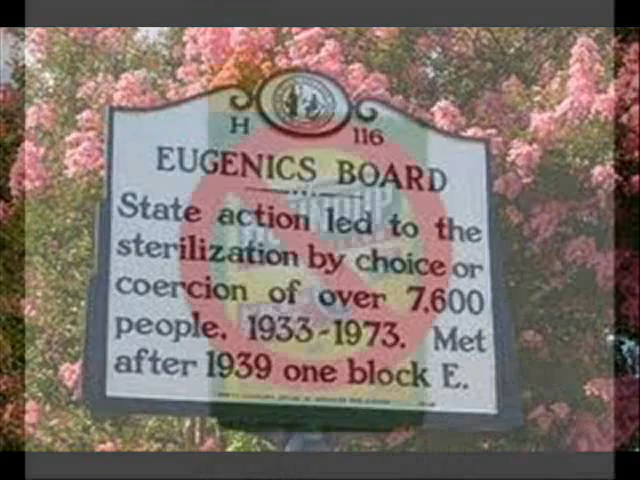 H 116
EUGENICS BOARD
State action led to the
sterilization by choice or
coercion of over 7,600
people. 1933-1973. Met
after 1939 one block E.